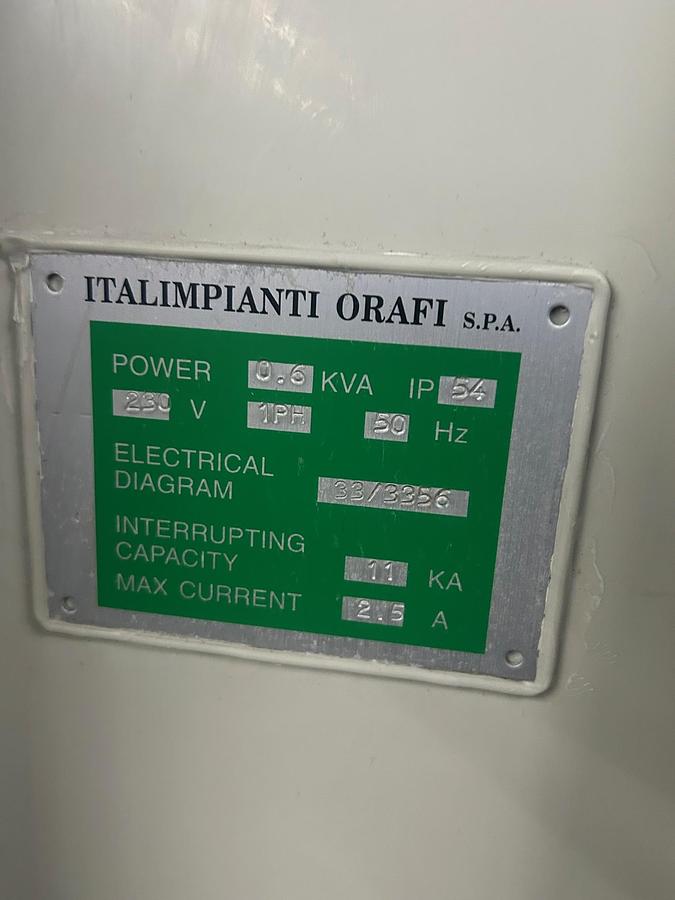 ITALIMPIANTI ORAFI S.P.A.
POWER 0.6 KVA IP 54
230 V 1PH 50 Hz
ELECTRICAL
DIAGRAM 33/3356
INTERRUPTING
CAPACITY 11 KA
MAX CURRENT 2.5 A